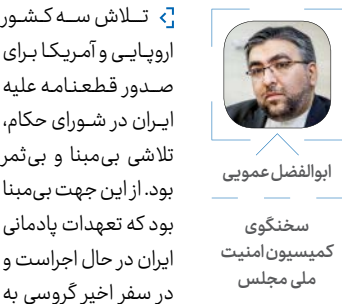 تلاش سه کشور
اروپایی و آمریکا برای
صدور قطعنامه علیه
ایران در شورای حکام،
تلاشی بی‌مبنا و بی‌ثمر
بود. از این جهت بی‌مبنا
بود که تعهدات پادمانی
ایران در حال اجراست و
در سفر اخیر گروسی به
ابوالفضل عمویی
سخنگوی
کمیسیون امنیت
ملی مجلس